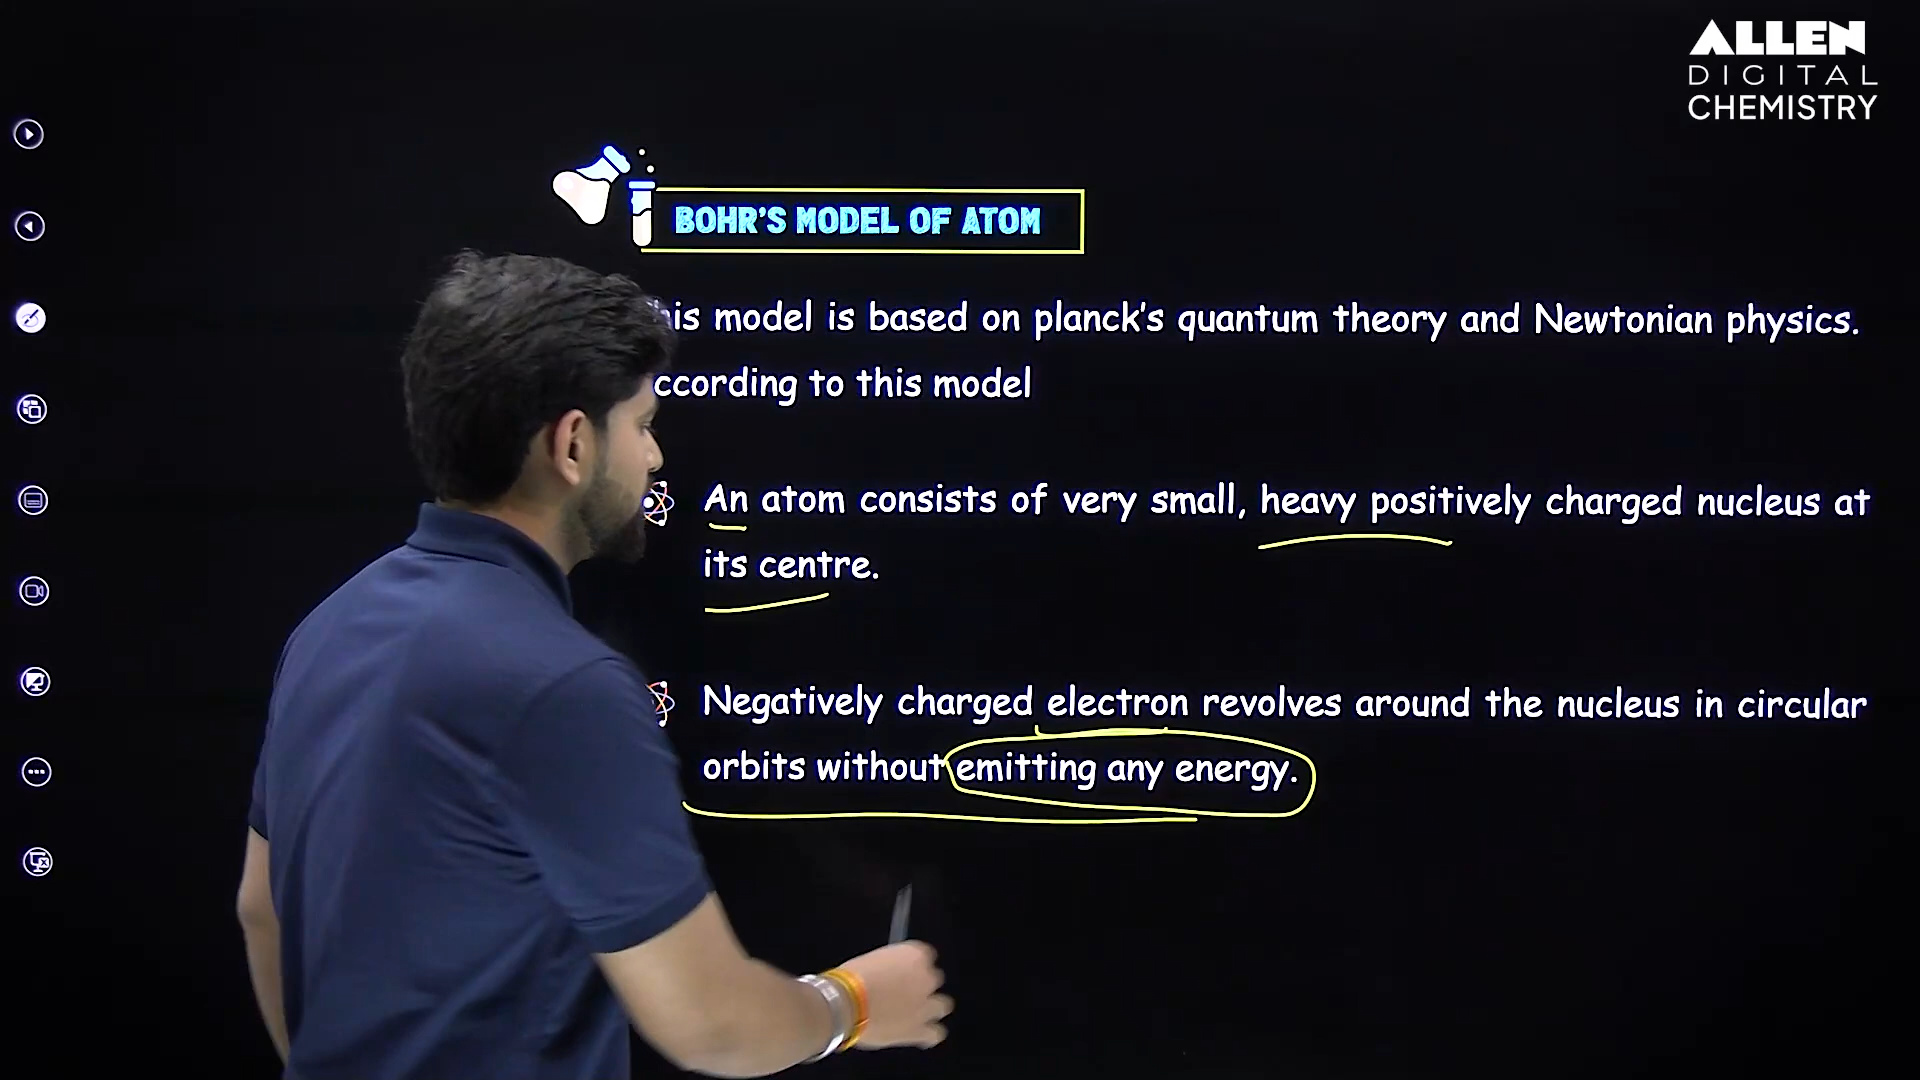 ALLEN
DIGITAL
CHEMISTRY
BOHR'S MODEL OF ATOM
his model is based on planck's quantum theory and Newtonian physics.
ccording to this model
An atom consists of very small, heavy positively charged nucleus at
its centre.
Negatively charged electron revolves around the nucleus in circular
orbits without emitting any energy.